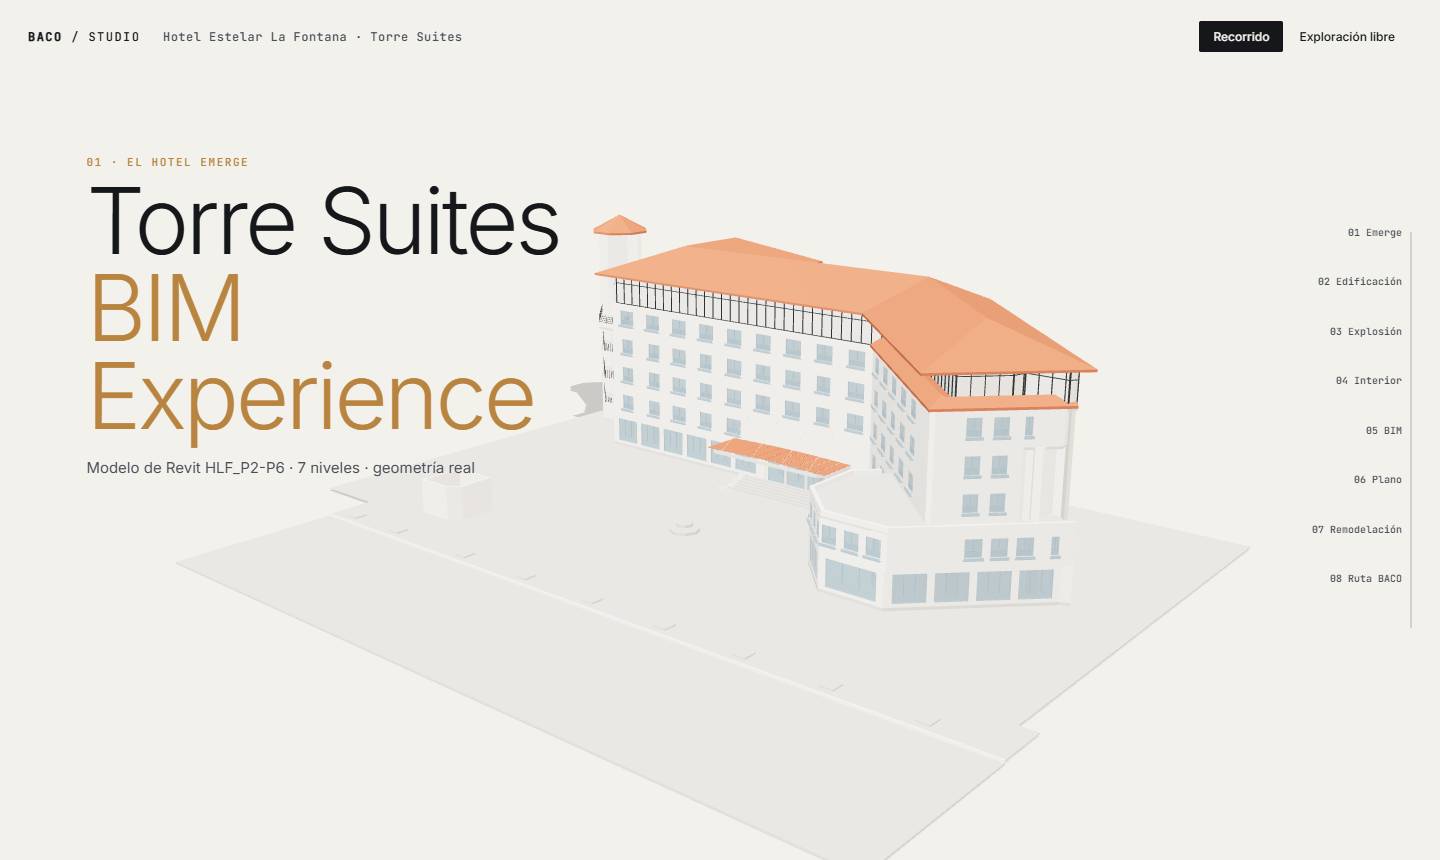 BACO / STUDIO Hotel Estelar La Fontana · Torre Suites
Recorrido Exploración libre
01 · EL HOTEL EMERGE
Torre Suites
BIM
Experience
Modelo de Revit HLF_P2-P6 · 7 niveles · geometría real
01 Emerge
02 Edificación
03 Explosión
04 Interior
05 BIM
06 Plano
07 Remodelación
08 Ruta BACO